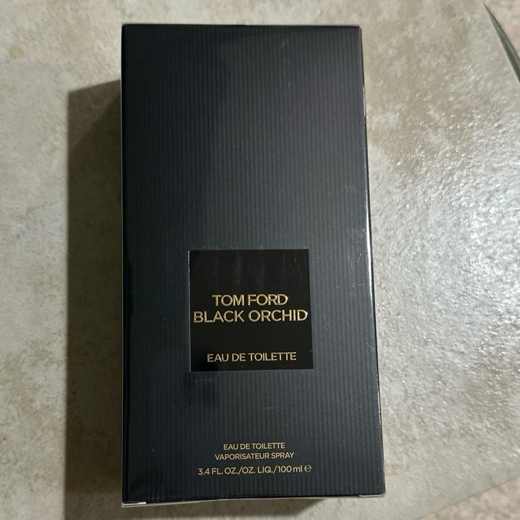 TOM FORD
BLACK ORCHID
EAU DE TOILETTE
EAU DE TOILETTE
VAPORISATEUR SPRAY
3.4 FL. OZ./OZ. LIQ./100 ml ℮